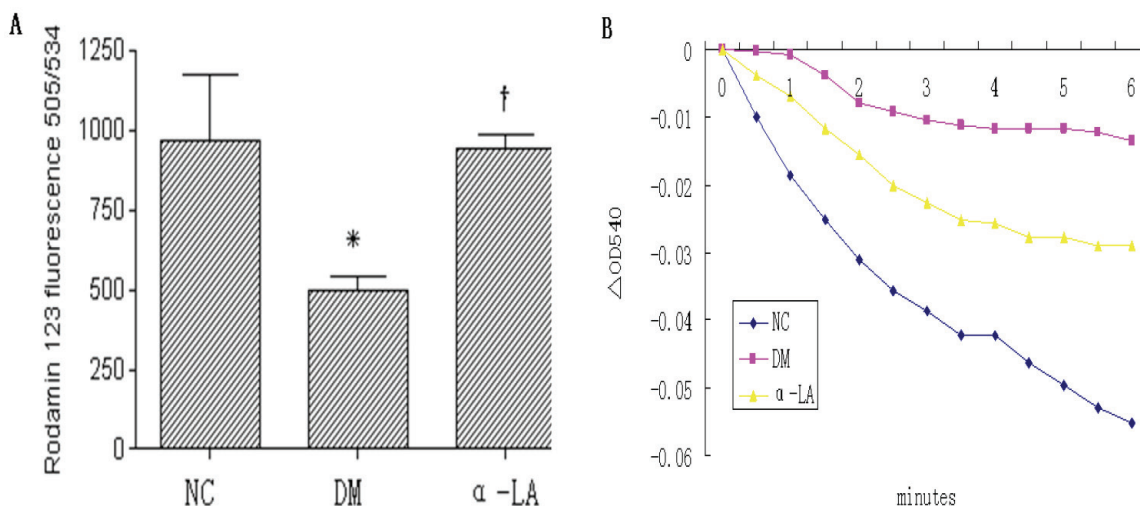 A
Rodamin 123 fluorescence 505/534
1250
1000
750
500
250
0
*
†
NC DM α-LA
B
0
-0.01
-0.02
-0.03
-0.04
-0.05
-0.06
0 1 2 3 4 5 6
△OD540
NC
DM
α-LA
minutes